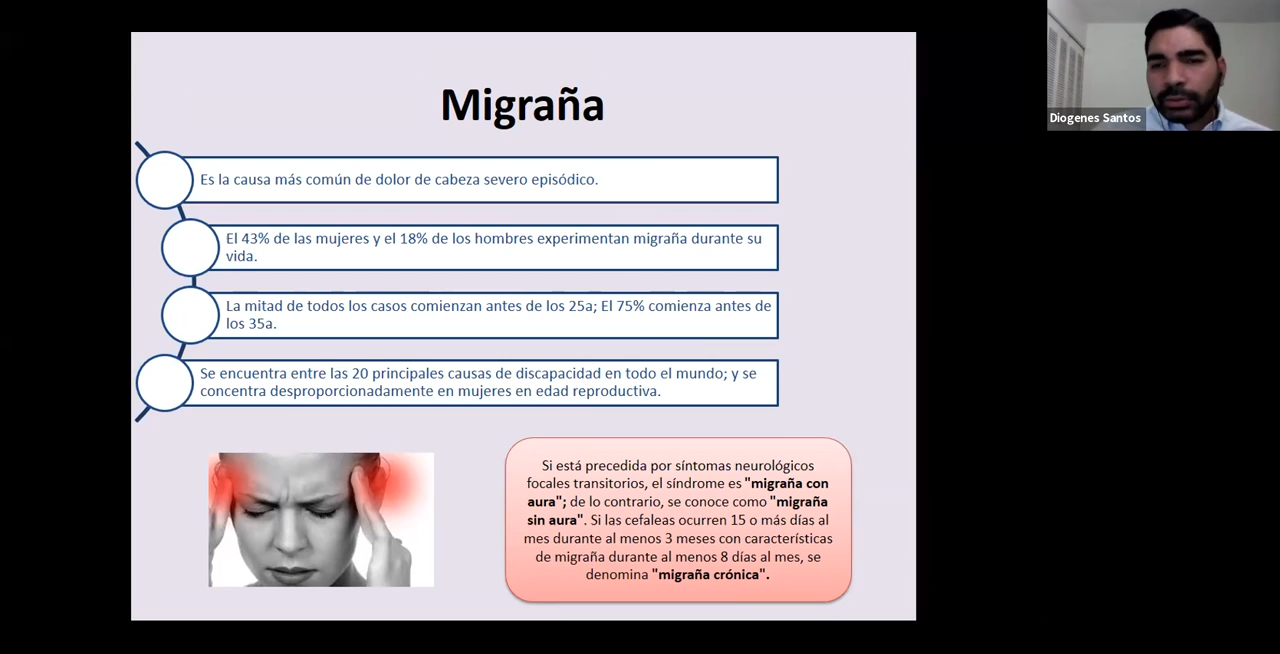 Migraña
Es la causa más común de dolor de cabeza severo episódico.
El 43% de las mujeres y el 18% de los hombres experimentan migraña durante su
vida.
La mitad de todos los casos comienzan antes de los 25a; El 75% comienza antes de
los 35a.
Se encuentra entre las 20 principales causas de discapacidad en todo el mundo; y se
concentra desproporcionadamente en mujeres en edad reproductiva.
Si está precedida por síntomas neurológicos
focales transitorios, el síndrome es "migraña con
aura"; de lo contrario, se conoce como "migraña
sin aura". Si las cefaleas ocurren 15 o más días al
mes durante al menos 3 meses con características
de migraña durante al menos 8 días al mes, se
denomina "migraña crónica".
Diogenes Santos